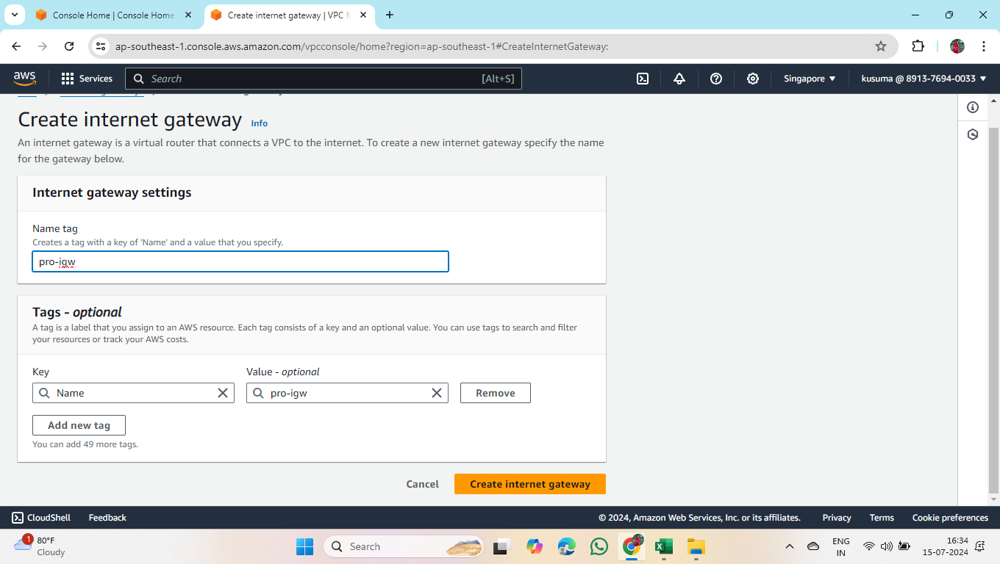 Console Home | Console Home
Create internet gateway | VPC M
ap-southeast-1.console.aws.amazon.com/vpcconsole/home?region=ap-southeast-1#CreateInternetGateway:
aws
Services
Search
[Alt+S]
Singapore
kusuma @ 8913-7694-0033
Create internet gateway Info
An internet gateway is a virtual router that connects a VPC to the internet. To create a new internet gateway specify the name
for the gateway below.
Internet gateway settings
Name tag
Creates a tag with a key of 'Name' and a value that you specify.
pro-igw
Tags - optional
A tag is a label that you assign to an AWS resource. Each tag consists of a key and an optional value. You can use tags to search and filter
your resources or track your AWS costs.
Key
Value - optional
Name
pro-igw
Remove
Add new tag
You can add 49 more tags.
Cancel
Create internet gateway
CloudShell
Feedback
© 2024, Amazon Web Services, Inc. or its affiliates.
Privacy
Terms
Cookie preferences
1
80°F
Cloudy
Search
ENG
IN
16:34
15-07-2024